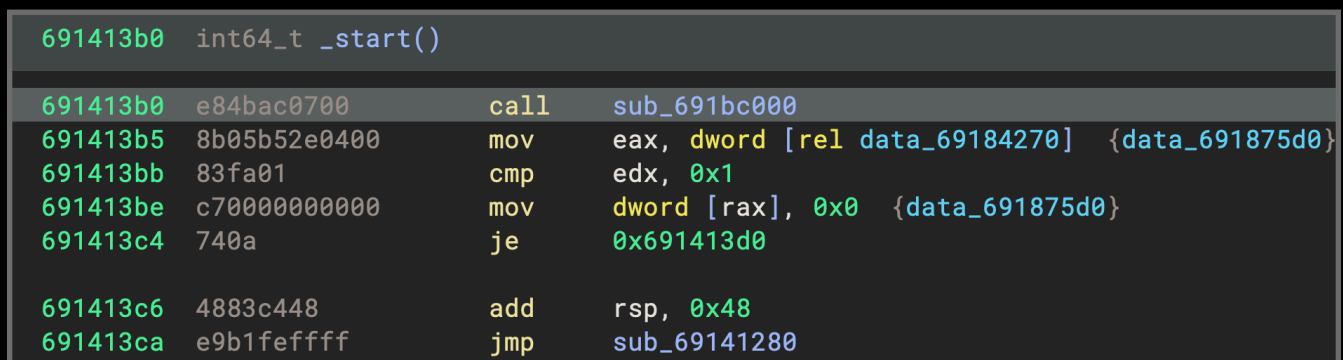 691413b0 int64_t _start()
691413b0 e84bac0700 call sub_691bc000
691413b5 8b05b52e0400 mov eax, dword [rel data_69184270] {data_691875d0}
691413bb 83fa01 cmp edx, 0x1
691413be c70000000000 mov dword [rax], 0x0 {data_691875d0}
691413c4 740a je 0x691413d0
691413c6 4883c448 add rsp, 0x48
691413ca e9b1feffff jmp sub_69141280